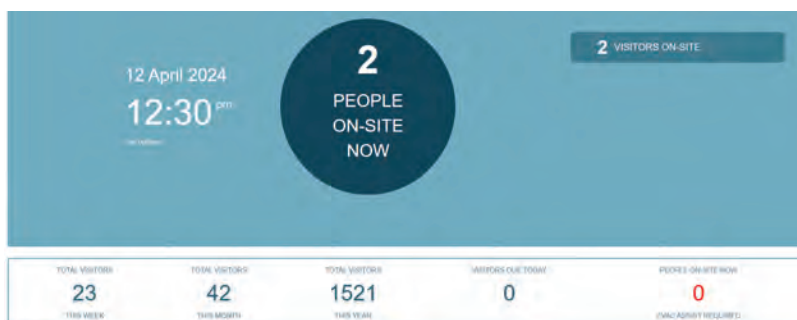 12 April 2024
12:30 pm
2
PEOPLE
ON-SITE
NOW
2 VISITORS ON-SITE
TOTAL VISITORS
23
THIS WEEK
TOTAL VISITORS
42
THIS MONTH
TOTAL VISITORS
1521
THIS YEAR
VISITORS DUE TODAY
0
PEOPLE ON-SITE NOW
0
REQUIRED)